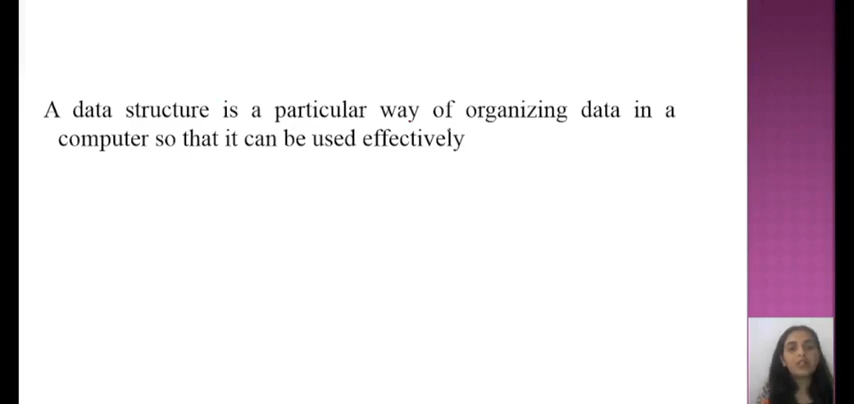 A data structure is a particular way of organizing data in a
computer so that it can be used effectively